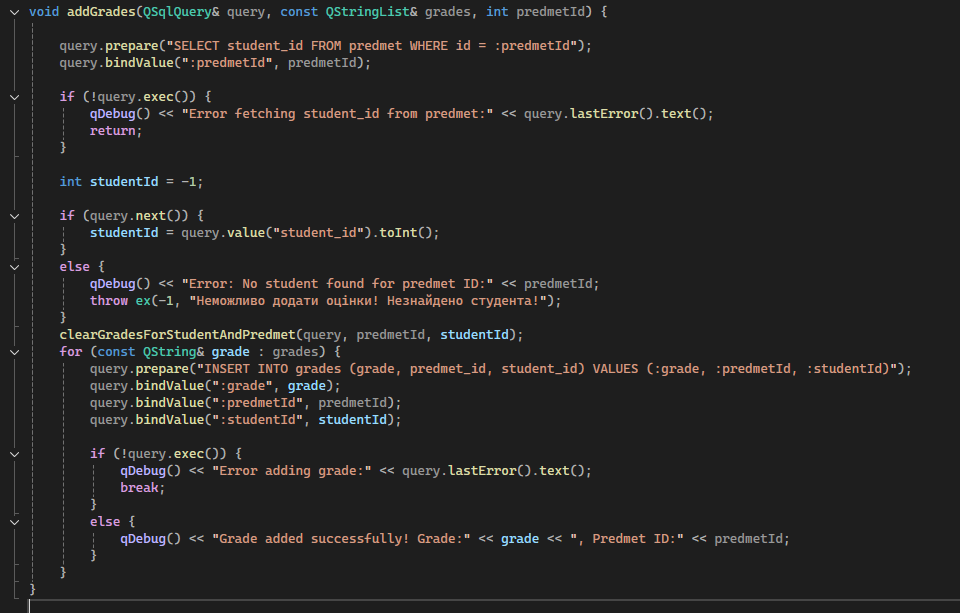 void addGrades(QSqlQuery& query, const QStringList& grades, int predmetId) {
query.prepare("SELECT student_id FROM predmet WHERE id = :predmetId");
query.bindValue(":predmetId", predmetId);
if (!query.exec()) {
qDebug() << "Error fetching student_id from predmet:" << query.lastError().text();
return;
}
int studentId = -1;
if (query.next()) {
studentId = query.value("student_id").toInt();
}
else {
qDebug() << "Error: No student found for predmet ID:" << predmetId;
throw ex(-1, "Неможливо додати оцінки! Незнайдено студента!");
}
clearGradesForStudentAndPredmet(query, predmetId, studentId);
for (const QString& grade : grades) {
query.prepare("INSERT INTO grades (grade, predmet_id, student_id) VALUES (:grade, :predmetId, :studentId)");
query.bindValue(":grade", grade);
query.bindValue(":predmetId", predmetId);
query.bindValue(":studentId", studentId);
if (!query.exec()) {
qDebug() << "Error adding grade:" << query.lastError().text();
break;
}
else {
qDebug() << "Grade added successfully! Grade:" << grade << ", Predmet ID:" << predmetId;
}
}
}